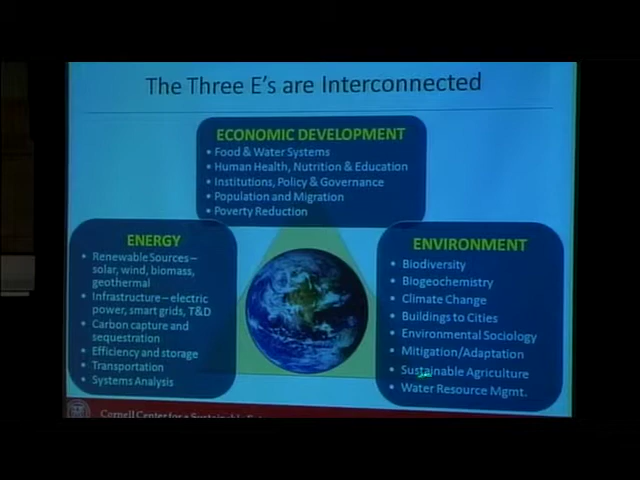 The Three E's are Interconnected
ECONOMIC DEVELOPMENT
• Food & Water Systems
• Human Health, Nutrition & Education
• Institutions, Policy & Governance
• Population and Migration
• Poverty Reduction
ENERGY
• Renewable Sources –
solar, wind, biomass,
geothermal
• Infrastructure – electric
power, smart grids, T&D
• Carbon capture and
sequestration
• Efficiency and storage
• Transportation
• Systems Analysis
ENVIRONMENT
• Biodiversity
• Biogeochemistry
• Climate Change
• Buildings to Cities
• Environmental Sociology
• Mitigation/Adaptation
• Sustainable Agriculture
• Water Resource Mgmt.
Cornell Center for a Sustainable